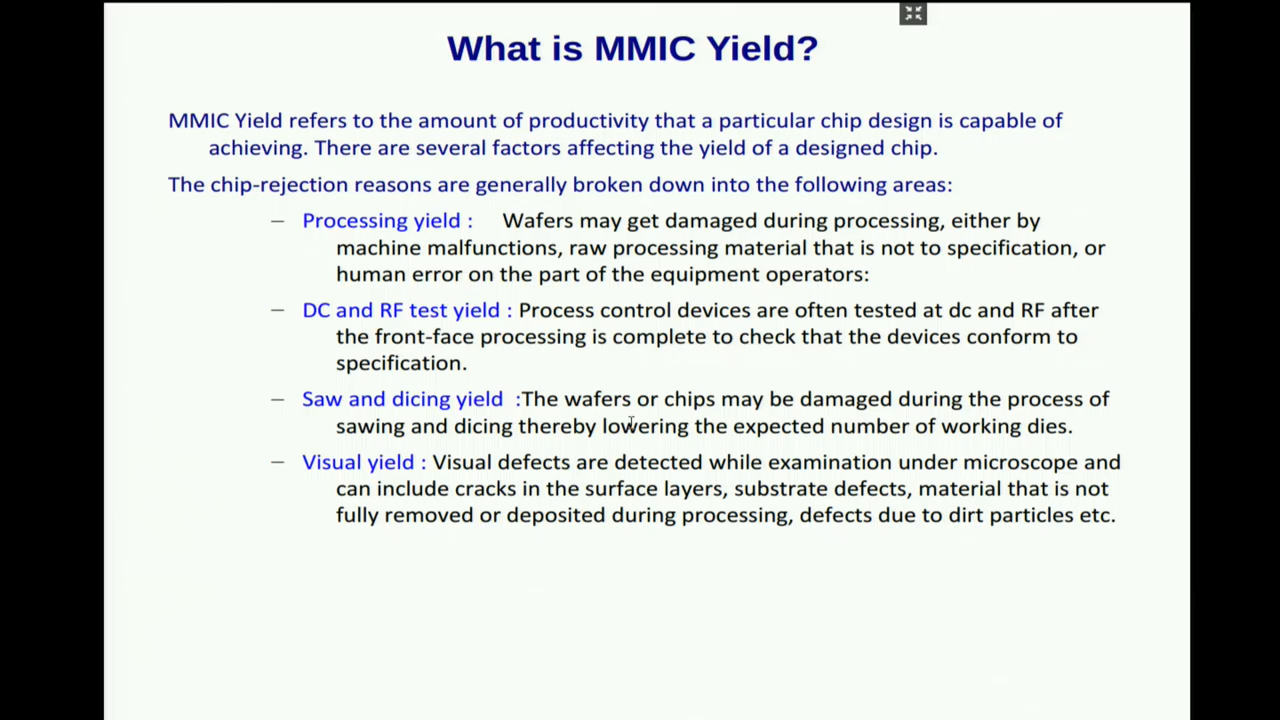 What is MMIC Yield?
MMIC Yield refers to the amount of productivity that a particular chip design is capable of
achieving. There are several factors affecting the yield of a designed chip.
The chip-rejection reasons are generally broken down into the following areas:
– Processing yield : Wafers may get damaged during processing, either by
machine malfunctions, raw processing material that is not to specification, or
human error on the part of the equipment operators:
– DC and RF test yield : Process control devices are often tested at dc and RF after
the front-face processing is complete to check that the devices conform to
specification.
– Saw and dicing yield :The wafers or chips may be damaged during the process of
sawing and dicing thereby lowering the expected number of working dies.
– Visual yield : Visual defects are detected while examination under microscope and
can include cracks in the surface layers, substrate defects, material that is not
fully removed or deposited during processing, defects due to dirt particles etc.